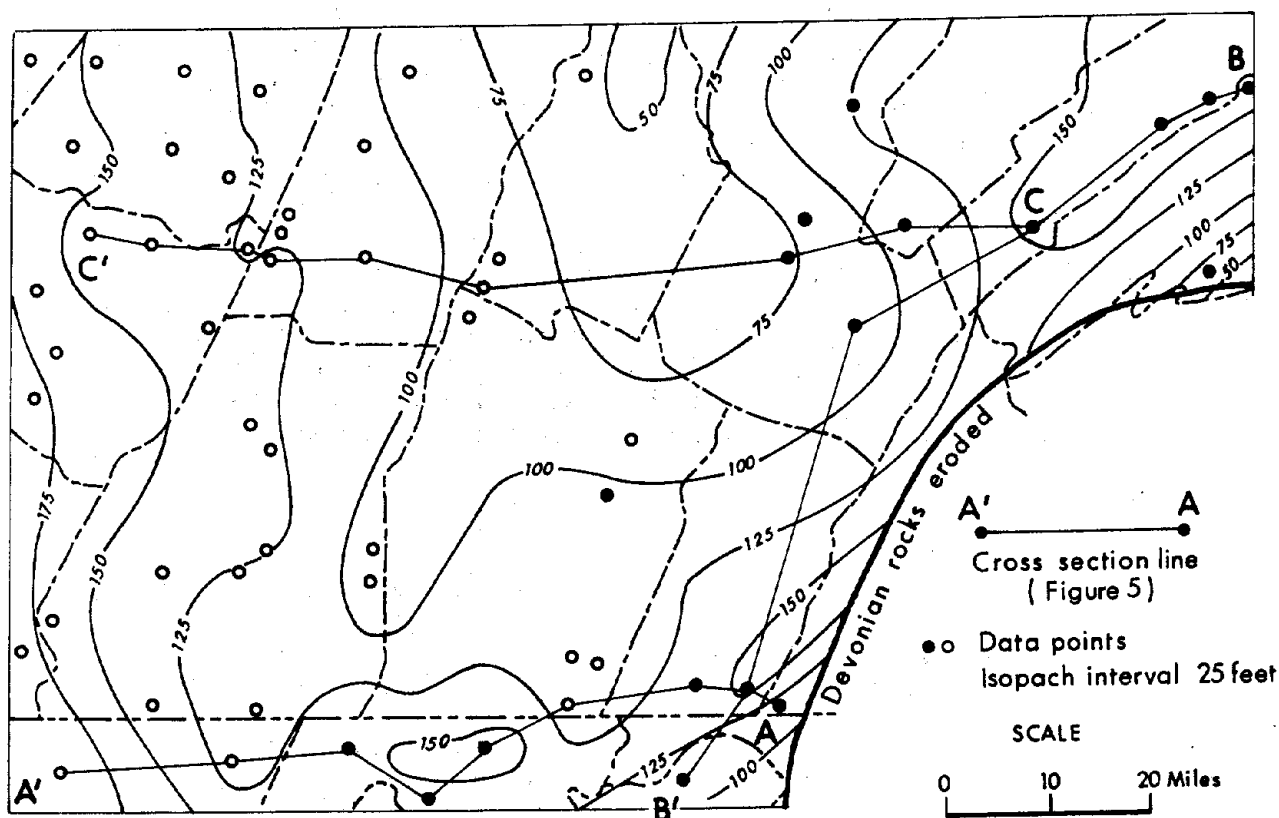 B
100
75
75
50
150
150
125
125
C
100
C'
75
50
75
100
100
100
175
Devonian rocks eroded
A' A
Cross section line
( Figure 5 )
125
150
150
125
Data points
Isopach interval 25 feet
A
SCALE
150
125
100
A'
B'
0 10 20 Miles